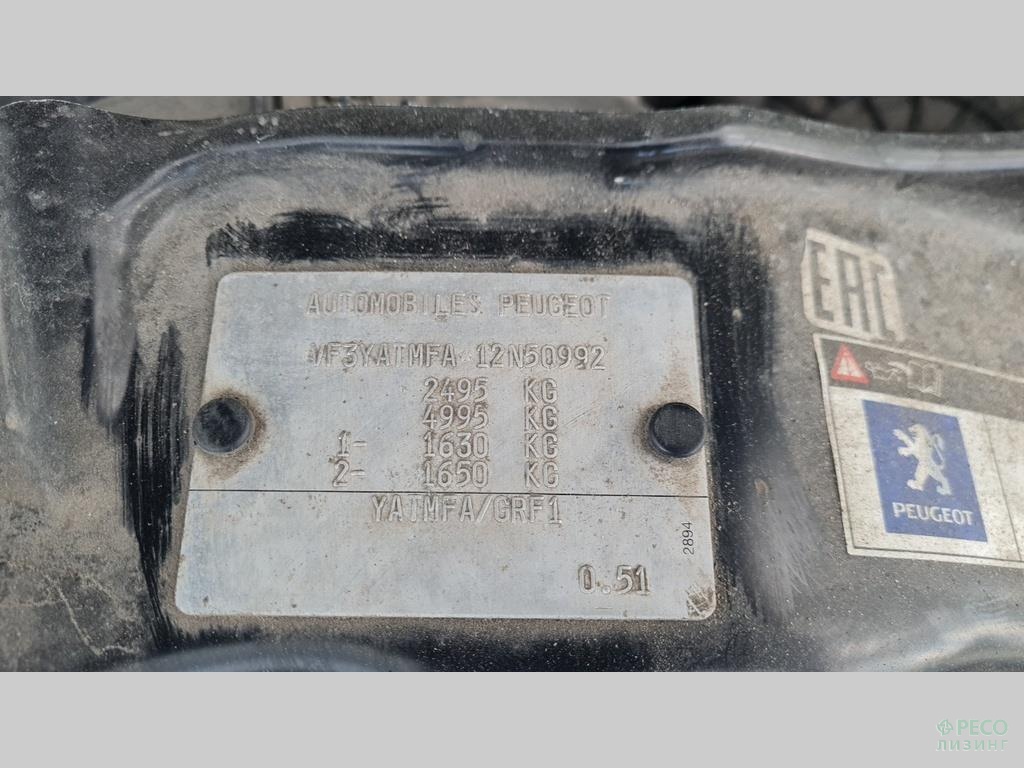 AUTOMOBILES PEUGEOT
VF3YATMFA 12N50992
2495 KG
4995 KG
1- 1630 KG
2- 1650 KG
YATMFA/GRF1
2894
0.51
EAC
PEUGEOT
РЕСО
ЛИЗИНГ